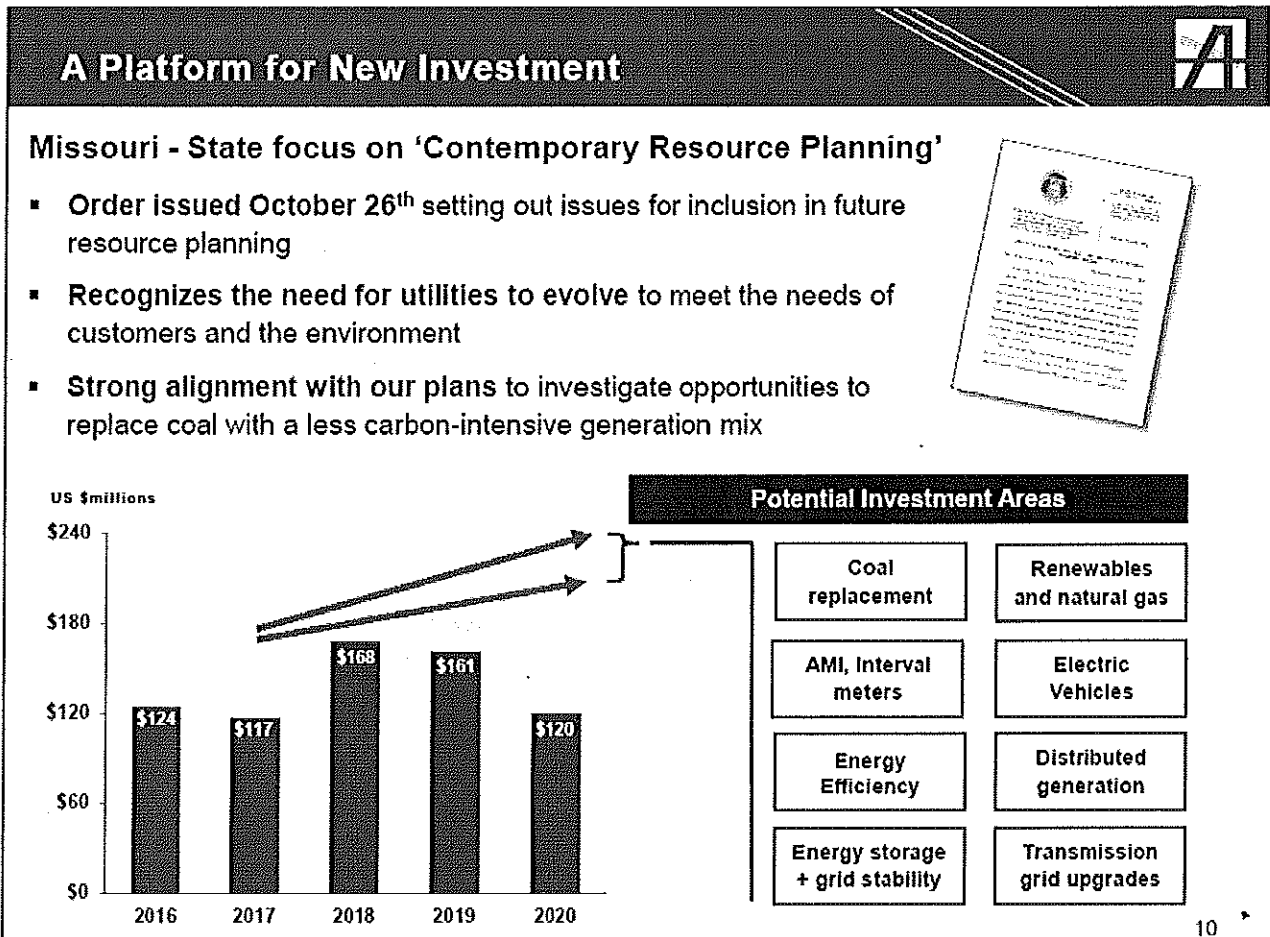 A Platform for New Investment
Missouri - State focus on ‘Contemporary Resource Planning’
▪ Order issued October 26th setting out issues for inclusion in future
resource planning
▪ Recognizes the need for utilities to evolve to meet the needs of
customers and the environment
▪ Strong alignment with our plans to investigate opportunities to
replace coal with a less carbon-intensive generation mix
US $millions
$240
$180
$120
$60
$0
$124
$117
$168
$161
$120
2016
2017
2018
2019
2020
Potential Investment Areas
Coal
replacement
Renewables
and natural gas
AMI, Interval
meters
Electric
Vehicles
Energy
Efficiency
Distributed
generation
Energy storage
+ grid stability
Transmission
grid upgrades
10